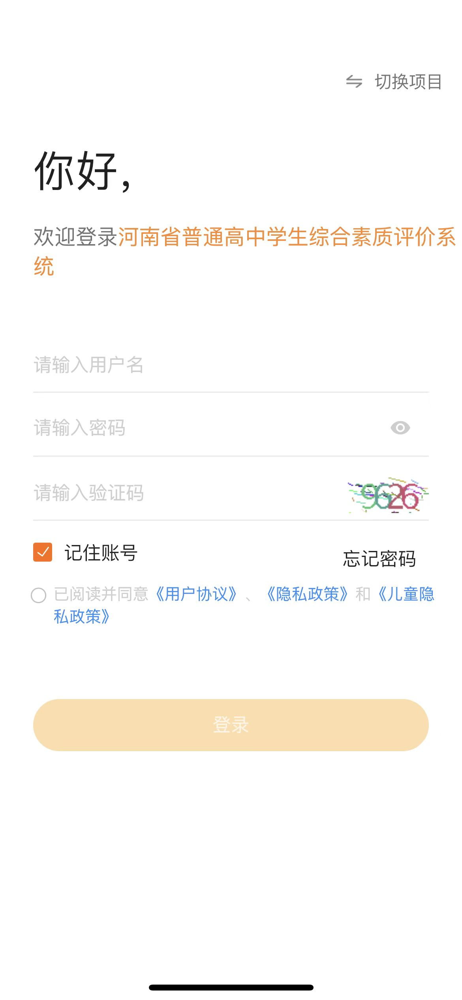 切换项目
你好,
欢迎登录河南省普通高中学生综合素质评价系
统
请输入用户名
请输入密码
请输入验证码 9626
记住账号 忘记密码
已阅读并同意《用户协议》、《隐私政策》和《儿童隐
私政策》
登录